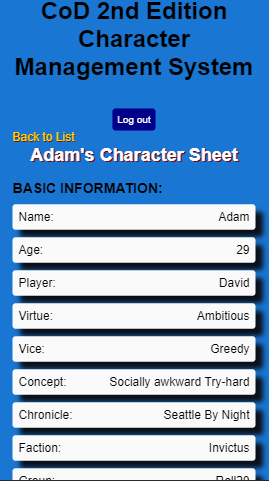 CoD 2nd Edition
Character
Management System
Log out
Back to List
Adam's Character Sheet
BASIC INFORMATION:
Name: Adam
Age: 29
Player: David
Virtue: Ambitious
Vice: Greedy
Concept: Socially awkward Try-hard
Chronicle: Seattle By Night
Faction: Invictus
Group: Roll20